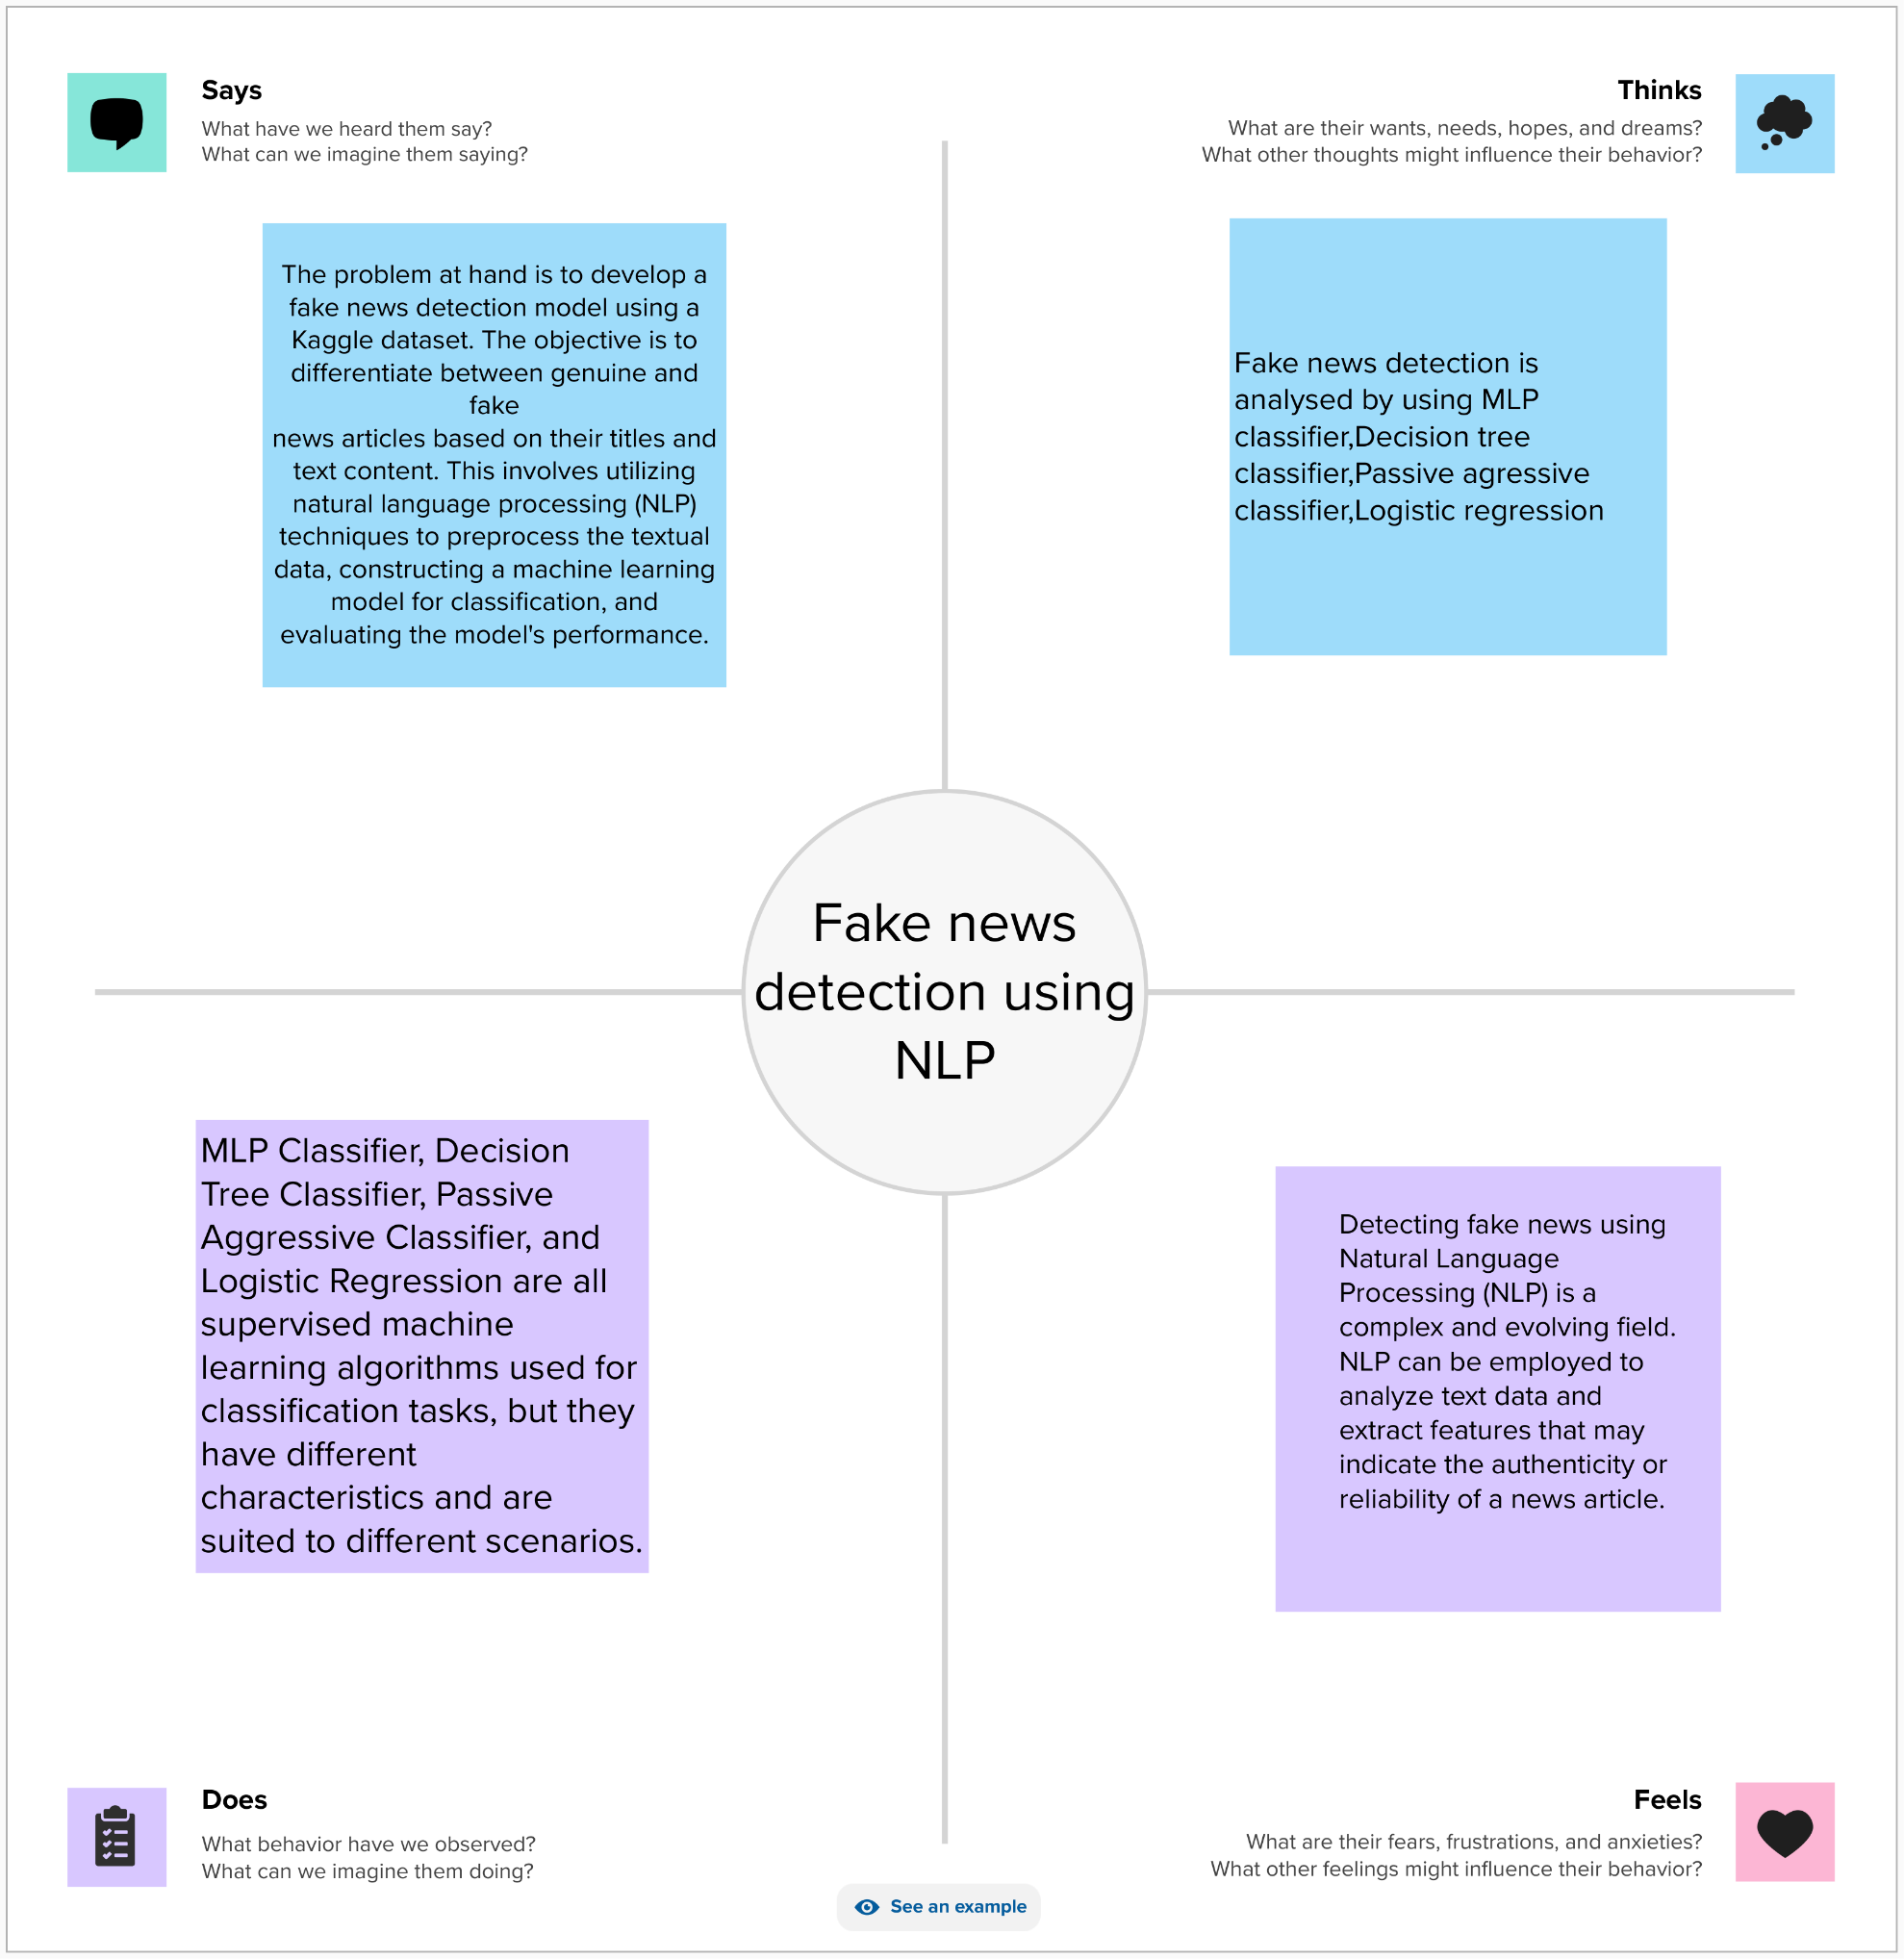 Says
What have we heard them say?
What can we imagine them saying?
Thinks
What are their wants, needs, hopes, and dreams?
What other thoughts might influence their behavior?
The problem at hand is to develop a
fake news detection model using a
Kaggle dataset. The objective is to
differentiate between genuine and
fake
news articles based on their titles and
text content. This involves utilizing
natural language processing (NLP)
techniques to preprocess the textual
data, constructing a machine learning
model for classification, and
evaluating the model's performance.
Fake news detection is
analysed by using MLP
classifier,Decision tree
classifier,Passive agressive
classifier,Logistic regression
Fake news
detection using
NLP
MLP Classifier, Decision
Tree Classifier, Passive
Aggressive Classifier, and
Logistic Regression are all
supervised machine
learning algorithms used for
classification tasks, but they
have different
characteristics and are
suited to different scenarios.
Detecting fake news using
Natural Language
Processing (NLP) is a
complex and evolving field.
NLP can be employed to
analyze text data and
extract features that may
indicate the authenticity or
reliability of a news article.
Does
What behavior have we observed?
What can we imagine them doing?
Feels
What are their fears, frustrations, and anxieties?
What other feelings might influence their behavior?
See an example